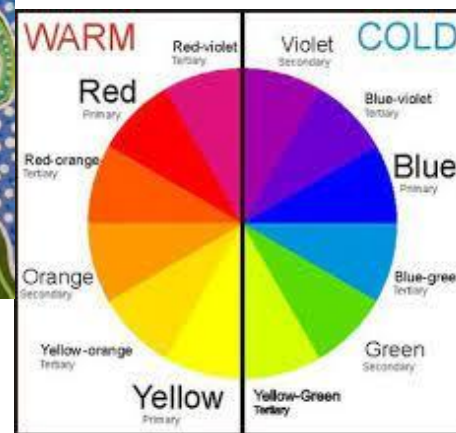 WARM
COLD
Red-violet
Tertiary
Violet
Secondary
Red
Primary
Blue-violet
Tertiary
Red-orange
Tertiary
Blue
Primary
Orange
Secondary
Blue-green
Tertiary
Yellow-orange
Tertiary
Green
Secondary
Yellow
Primary
Yellow-Green
Tertiary